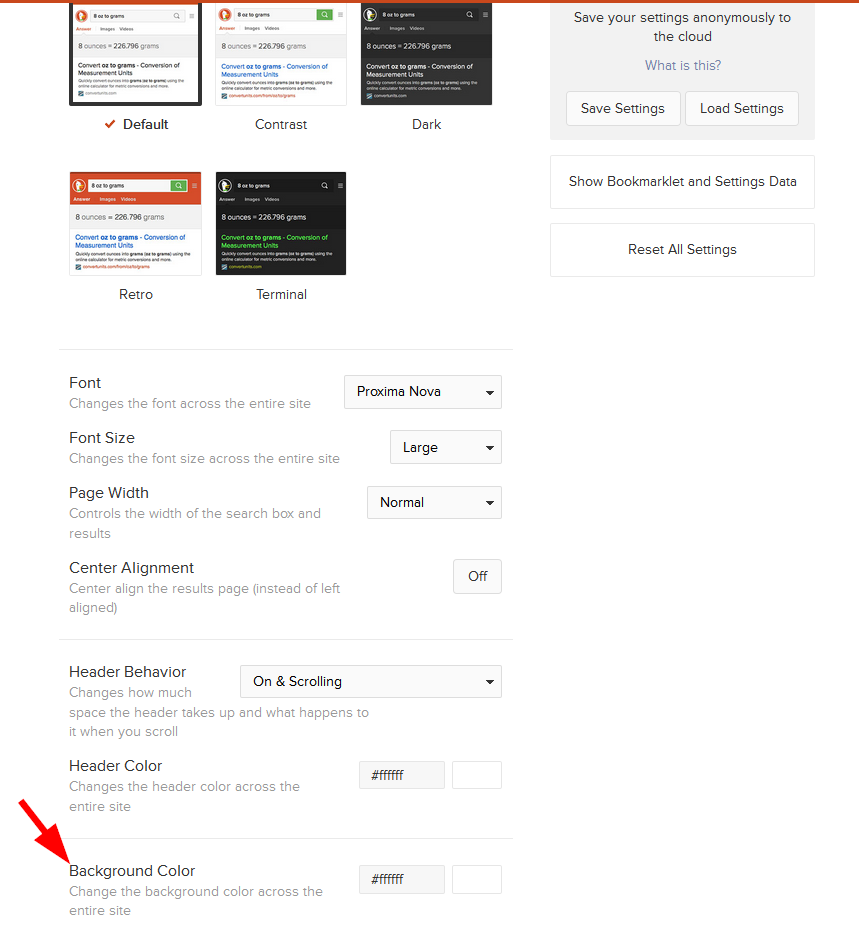 8 oz to grams
8 oz to grams
8 oz to grams
Answer Images Videos
Answer Images Videos
Answer Images Videos
8 ounces = 226.796 grams
8 ounces = 226.796 grams
8 ounces = 226.796 grams
Convert oz to grams - Conversion of
Measurement Units
Convert oz to grams - Conversion of
Measurement Units
Convert oz to grams - Conversion of
Measurement Units
Quickly convert ounces into grams (oz to grams) using the
online calculator for metric conversions and more.
Quickly convert ounces into grams (oz to grams) using the
online calculator for metric conversions and more.
Quickly convert ounces into grams (oz to grams) using the
online calculator for metric conversions and more.
convertunits.com
convertunits.com/from/oz/to/grams
convertunits.com
Default
Contrast
Dark
8 oz to grams
8 oz to grams
Answer Images Videos
Answer Images Videos
8 ounces = 226.796 grams
8 ounces = 226.796 grams
Convert oz to grams - Conversion of
Measurement Units
Convert oz to grams - Conversion of
Measurement Units
Quickly convert ounces into grams (oz to grams) using the
online calculator for metric conversions and more.
Quickly convert ounces into grams (oz to grams) using the
online calculator for metric conversions and more.
convertunits.com/from/oz/to/grams
convertunits.com
Retro
Terminal
Font
Changes the font across the entire site
Proxima Nova
Font Size
Changes the font size across the entire site
Large
Page Width
Controls the width of the search box and
results
Normal
Center Alignment
Center align the results page (instead of left
aligned)
Off
Header Behavior
Changes how much
space the header takes up and what happens to
it when you scroll
On & Scrolling
Header Color
Changes the header color across the
entire site
#ffffff
Background Color
Change the background color across the
entire site
#ffffff
Save your settings anonymously to
the cloud
What is this?
Save Settings
Load Settings
Show Bookmarklet and Settings Data
Reset All Settings